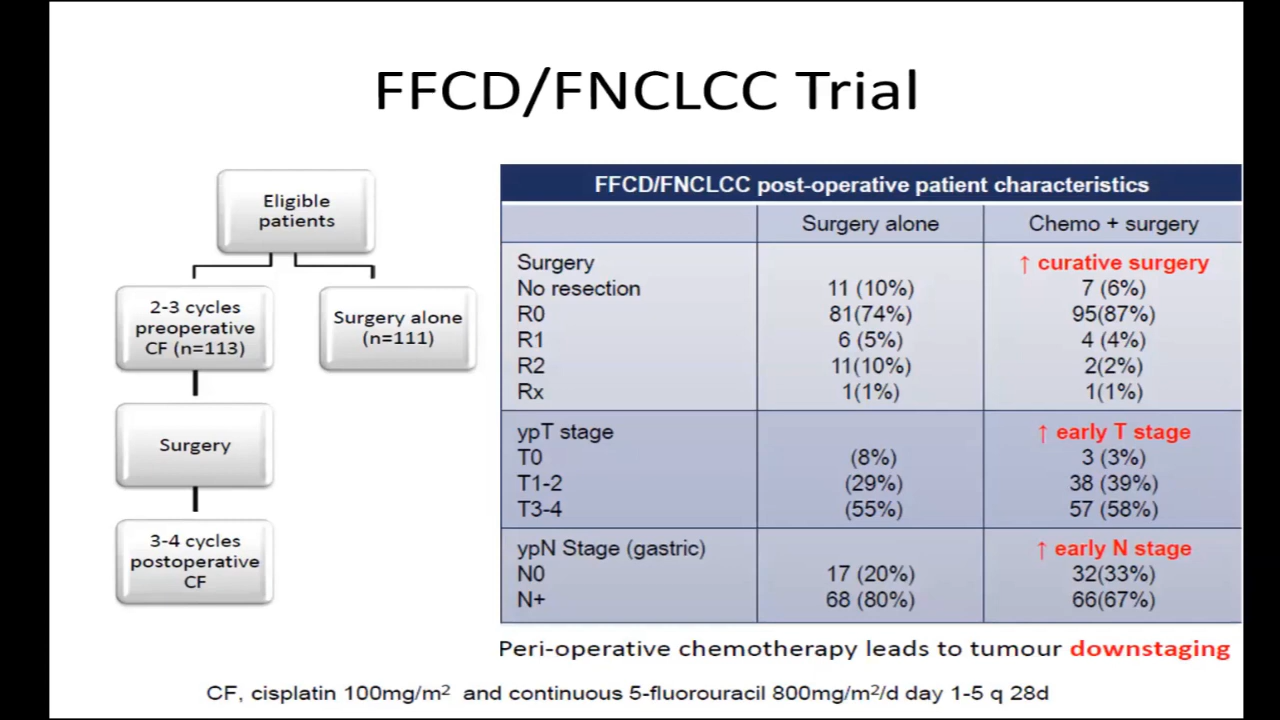 FFCD/FNCLCC Trial
Eligible
patients
2-3 cycles
preoperative
CF (n=113)
Surgery alone
(n=111)
Surgery
3-4 cycles
postoperative
CF
FFCD/FNCLCC post-operative patient characteristics
Surgery alone Chemo + surgery
Surgery ↑ curative surgery
No resection 11 (10%) 7 (6%)
R0 81(74%) 95(87%)
R1 6 (5%) 4 (4%)
R2 11(10%) 2(2%)
Rx 1(1%) 1(1%)
ypT stage ↑ early T stage
T0 (8%) 3 (3%)
T1-2 (29%) 38 (39%)
T3-4 (55%) 57 (58%)
ypN Stage (gastric) ↑ early N stage
N0 17 (20%) 32(33%)
N+ 68 (80%) 66(67%)
Peri-operative chemotherapy leads to tumour downstaging
CF, cisplatin 100mg/m² and continuous 5-fluorouracil 800mg/m²/d day 1-5 q 28d